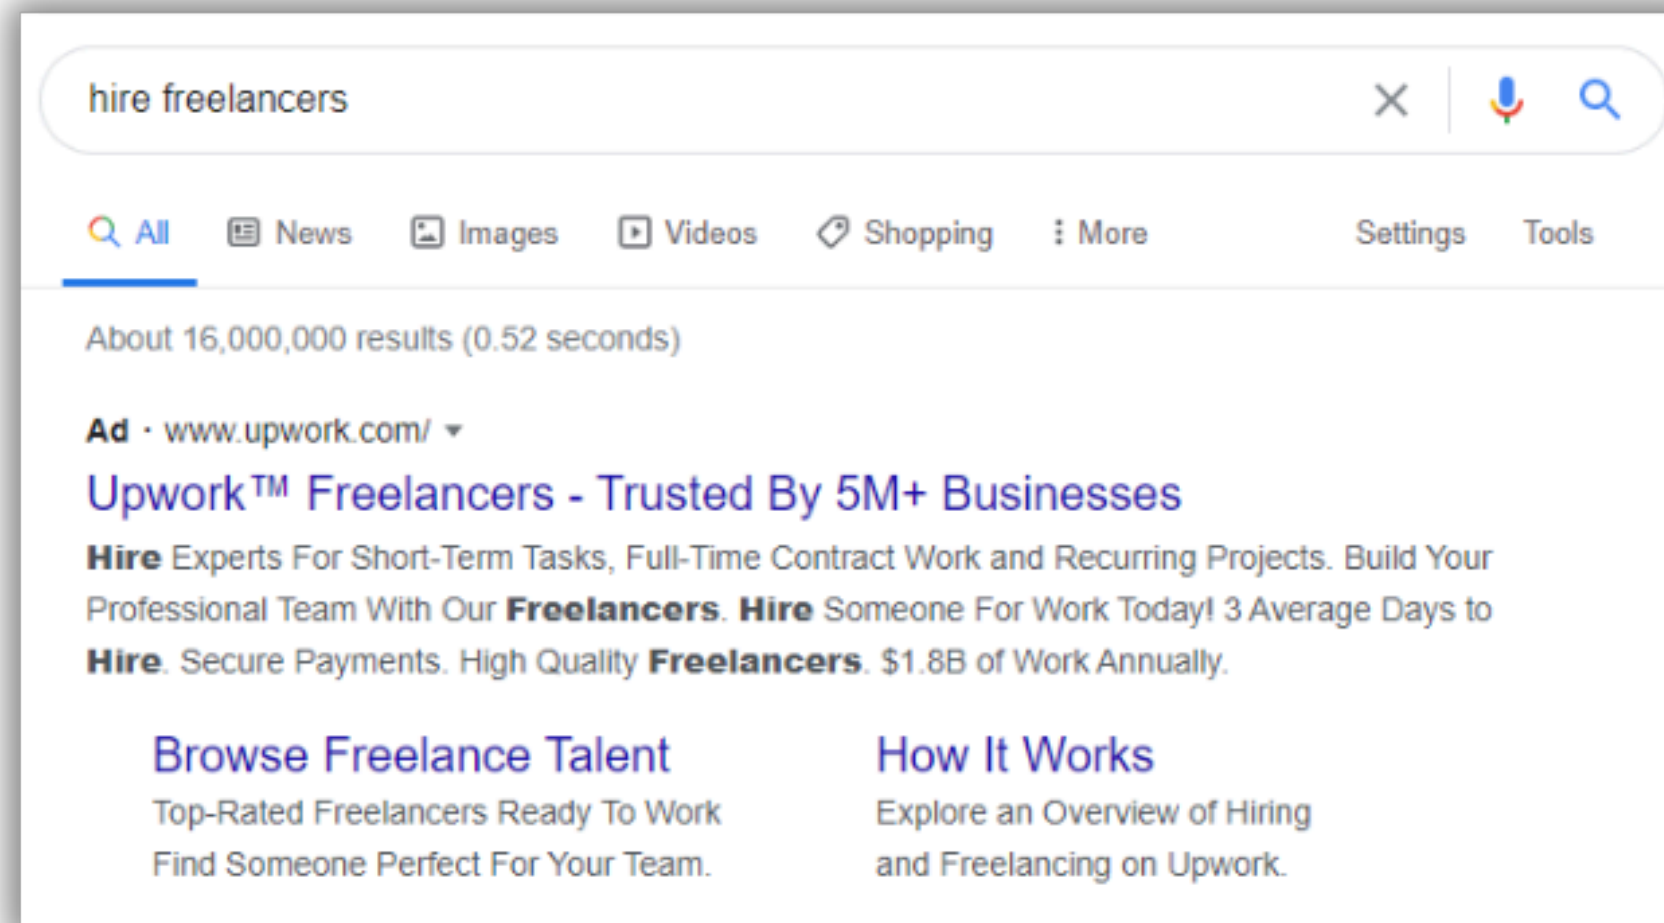 hire freelancers
All News Images Videos Shopping More Settings Tools
About 16,000,000 results (0.52 seconds)
Ad · www.upwork.com/
Upwork™ Freelancers - Trusted By 5M+ Businesses
Hire Experts For Short-Term Tasks, Full-Time Contract Work and Recurring Projects. Build Your
Professional Team With Our Freelancers. Hire Someone For Work Today! 3 Average Days to
Hire. Secure Payments. High Quality Freelancers. $1.8B of Work Annually.
Browse Freelance Talent
Top-Rated Freelancers Ready To Work
Find Someone Perfect For Your Team.
How It Works
Explore an Overview of Hiring
and Freelancing on Upwork.